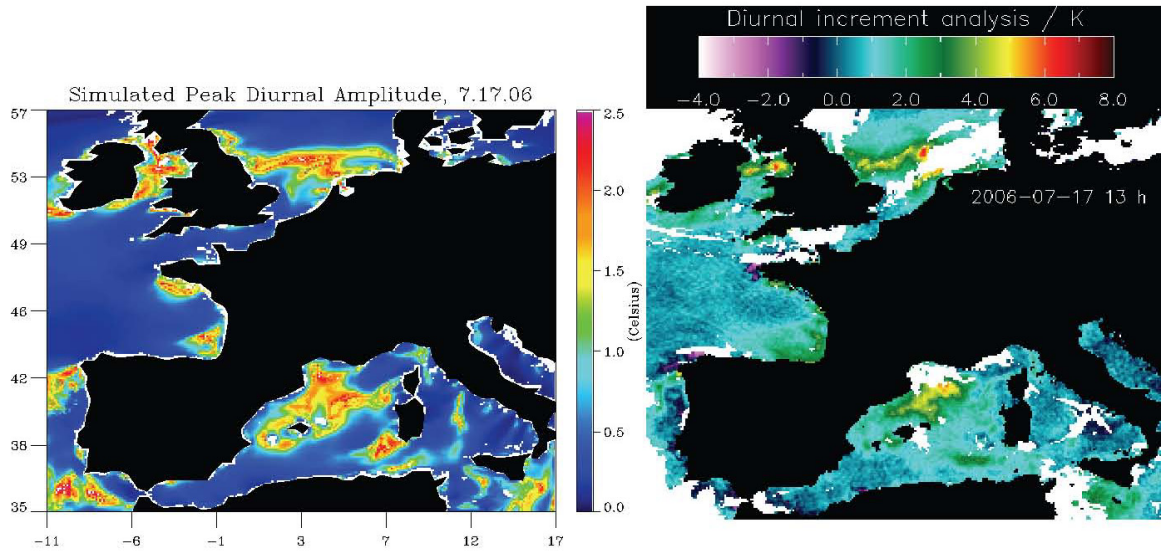 Diurnal increment analysis / K
-4.0 -2.0 0.0 2.0 4.0 6.0 8.0
Simulated Peak Diurnal Amplitude, 7.17.06
57
53
49
46
42
38
35
-11 -6 -1 3 7 12 17
2.5
2.0
1.5
1.0
0.5
0.0
(Celsius)
2006-07-17 13 h